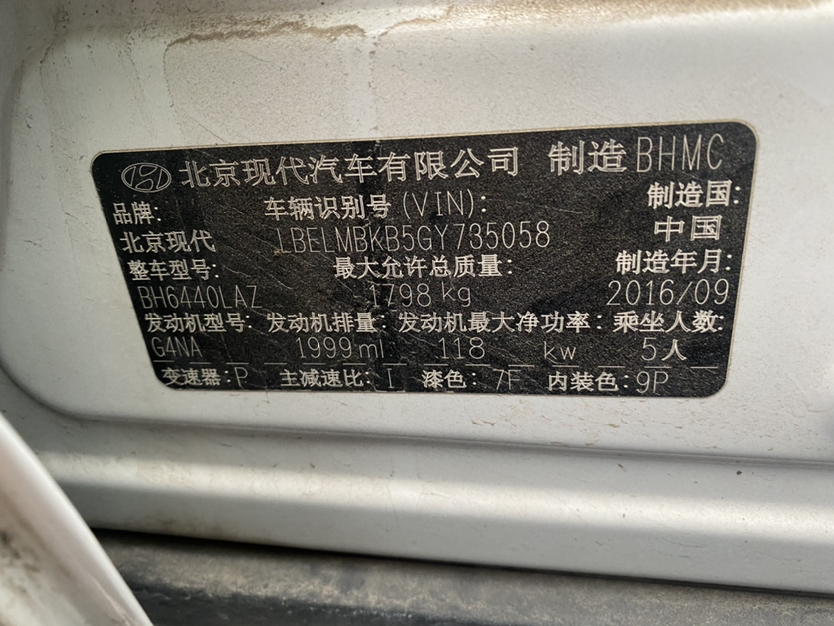 北京现代汽车有限公司 制造 BHMC
品牌: 车辆识别号(VIN): 制造国:
北京现代 LBELMBKB5GY735058 中国
整车型号: 最大允许总质量: 制造年月:
BH6440LAZ 1798 kg 2016/09
发动机型号: 发动机排量: 发动机最大净功率: 乘坐人数:
G4NA 1999ml 118 kw 5人
变速器:P 主减速比:I 漆色:7F 内装色:9P